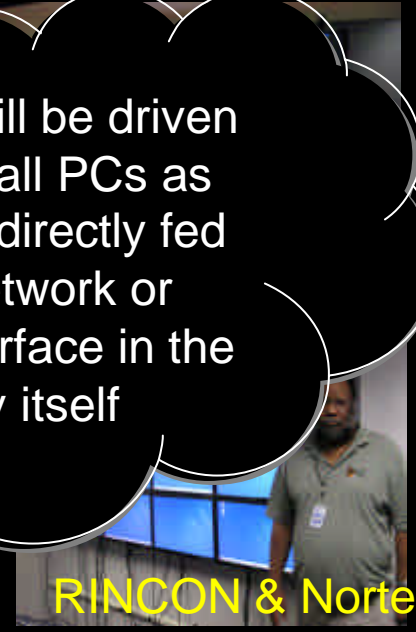 ill be driven
all PCs as
directly fed
twork or
rface in the
y itself
RINCON & Norte